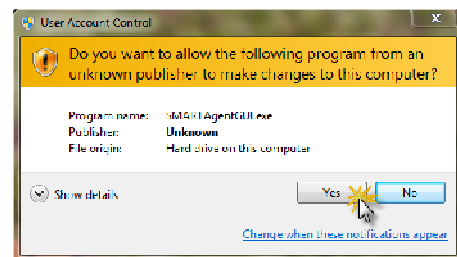 User Account Control
Do you want to allow the following program from an
unknown publisher to make changes to this computer?
Program name: SMARTAgentGUI.exe
Publisher: Unknown
File origin: Hard drive on this computer
Show details
Yes
No
Change when these notifications appear